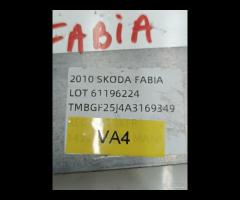 FABIA
2010 SKODA FABIA
LOT 61196224
TMBGF25J4A3169349
VA4